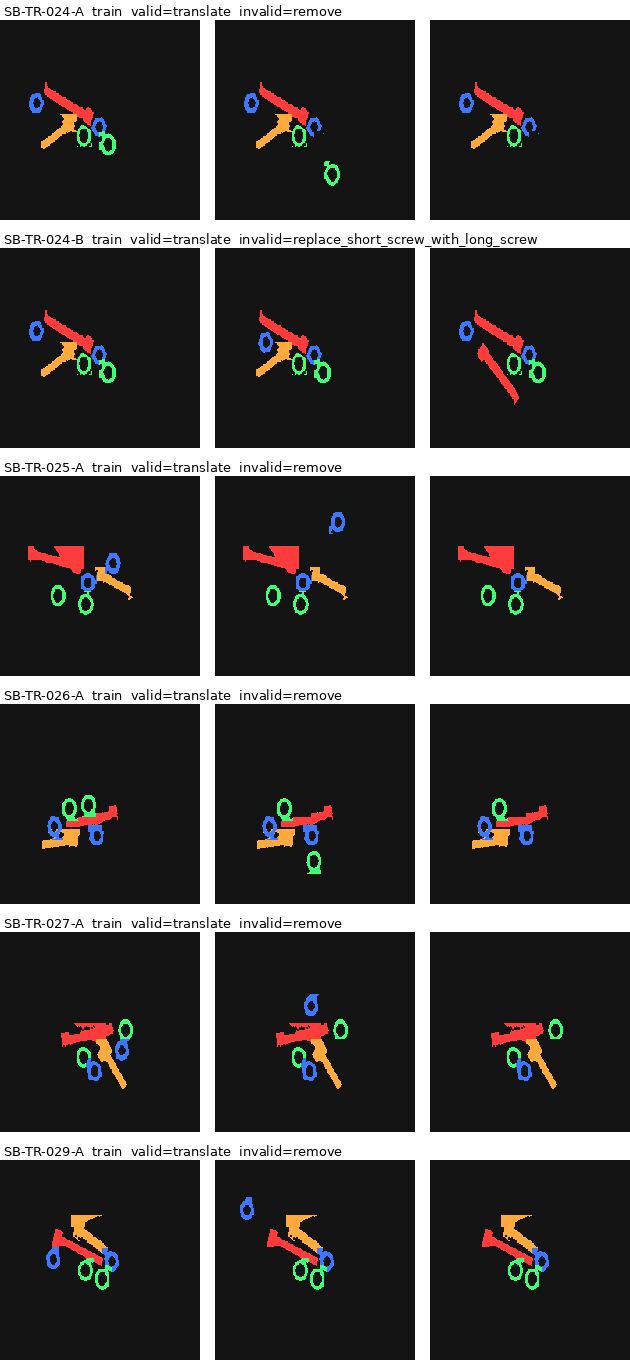 SB-TR-024-A train valid=translate invalid=remove
SB-TR-024-B train valid=translate invalid=replace_short_screw_with_long_screw
SB-TR-025-A train valid=translate invalid=remove
SB-TR-026-A train valid=translate invalid=remove
SB-TR-027-A train valid=translate invalid=remove
SB-TR-029-A train valid=translate invalid=remove